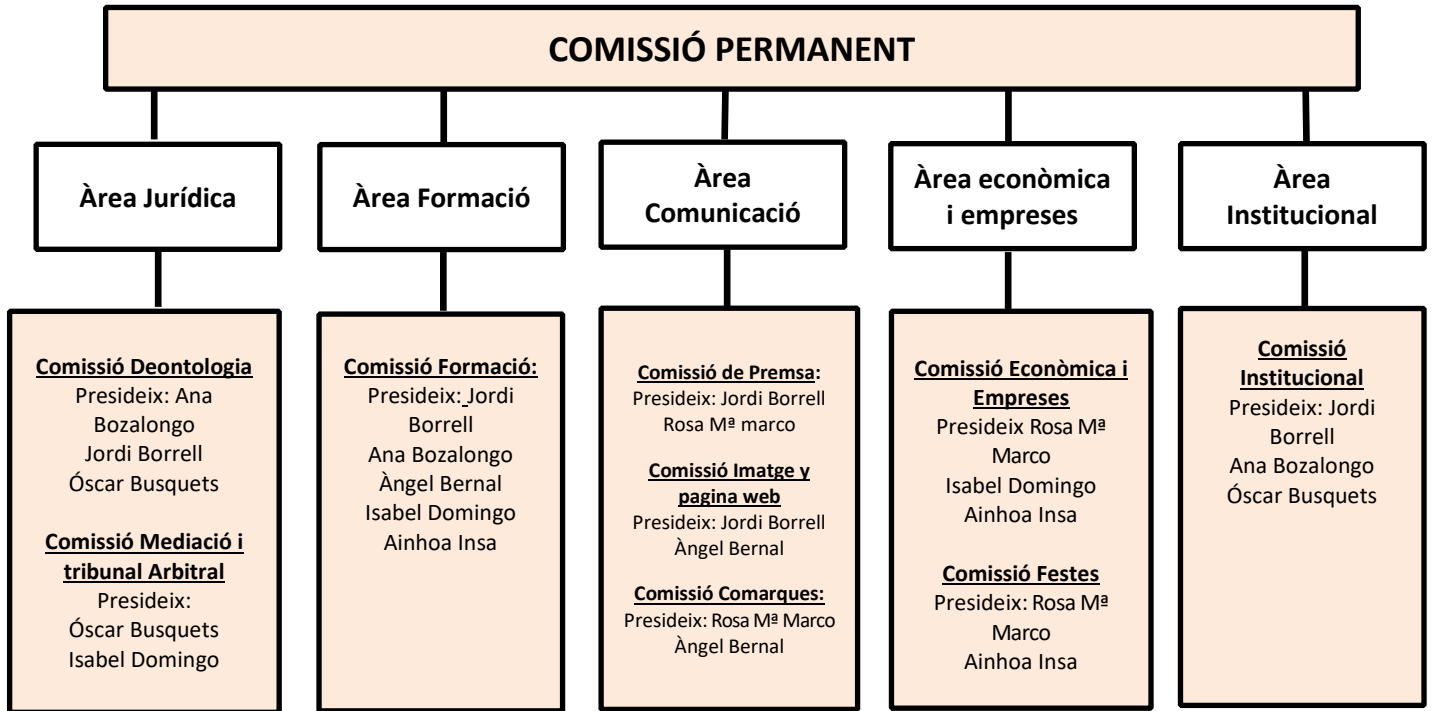 COMISSIÓ PERMANENT
Àrea Jurídica
Àrea Formació
Àrea
Comunicació
Àrea econòmica
i empreses
Àrea
Institucional
Comissió Deontologia
Presideix: Ana
Bozalongo
Jordi Borrell
Óscar Busquets
Comissió Mediació i
tribunal Arbitral
Presideix:
Óscar Busquets
Isabel Domingo
Comissió Formació:
Presideix: Jordi
Borrell
Ana Bozalongo
Àngel Bernal
Isabel Domingo
Ainhoa Insa
Comissió de Premsa:
Presideix: Jordi Borrell
Rosa Mª marco
Comissió Imatge y
pagina web
Presideix: Jordi Borrell
Àngel Bernal
Comissió Comarques:
Presideix: Rosa Mª Marco
Àngel Bernal
Comissió Econòmica i
Empreses
Presideix Rosa Mª
Marco
Isabel Domingo
Ainhoa Insa
Comissió Festes
Presideix: Rosa Mª
Marco
Ainhoa Insa
Comissió
Institucional
Presideix: Jordi
Borrell
Ana Bozalongo
Óscar Busquets